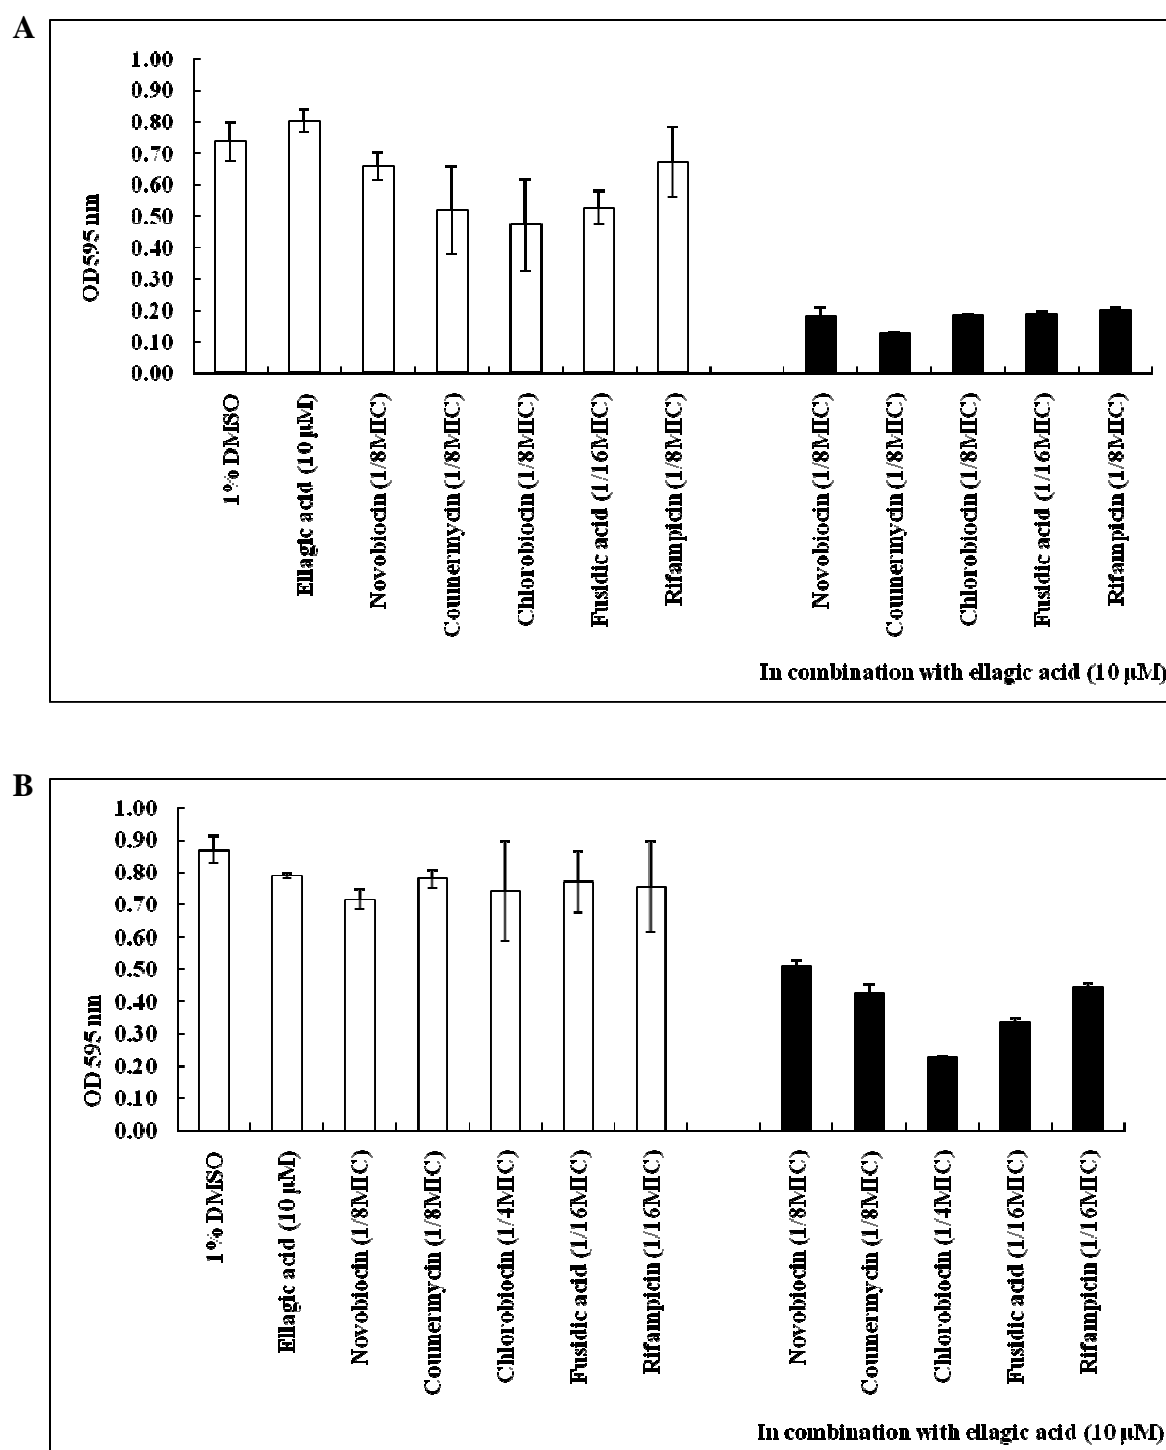 A
1.00
0.90
0.80
0.70
0.60
0.50
0.40
0.30
0.20
0.10
0.00
OD595 nm
1% DMSO
Ellagic acid (10 µM)
Novobiocin (1/8MIC)
Coumermycin (1/8MIC)
Chlorobiocin (1/8MIC)
Fusidic acid (1/16MIC)
Rifampicin (1/8MIC)
Novobiocin (1/8MIC)
Coumermycin (1/8MIC)
Chlorobiocin (1/8MIC)
Fusidic acid (1/16MIC)
Rifampicin (1/8MIC)
In combination with ellagic acid (10 µM)
B
1.00
0.90
0.80
0.70
0.60
0.50
0.40
0.30
0.20
0.10
0.00
OD 595 nm
1% DMSO
Ellagic acid (10 µM)
Novobiocin (1/8MIC)
Coumermycin (1/8MIC)
Chlorobiocin (1/4MIC)
Fusidic acid (1/16MIC)
Rifampicin (1/16MIC)
Novobiocin (1/8MIC)
Coumermycin (1/8MIC)
Chlorobiocin (1/4MIC)
Fusidic acid (1/16MIC)
Rifampicin (1/16MIC)
In combination with ellagic acid (10 µM)